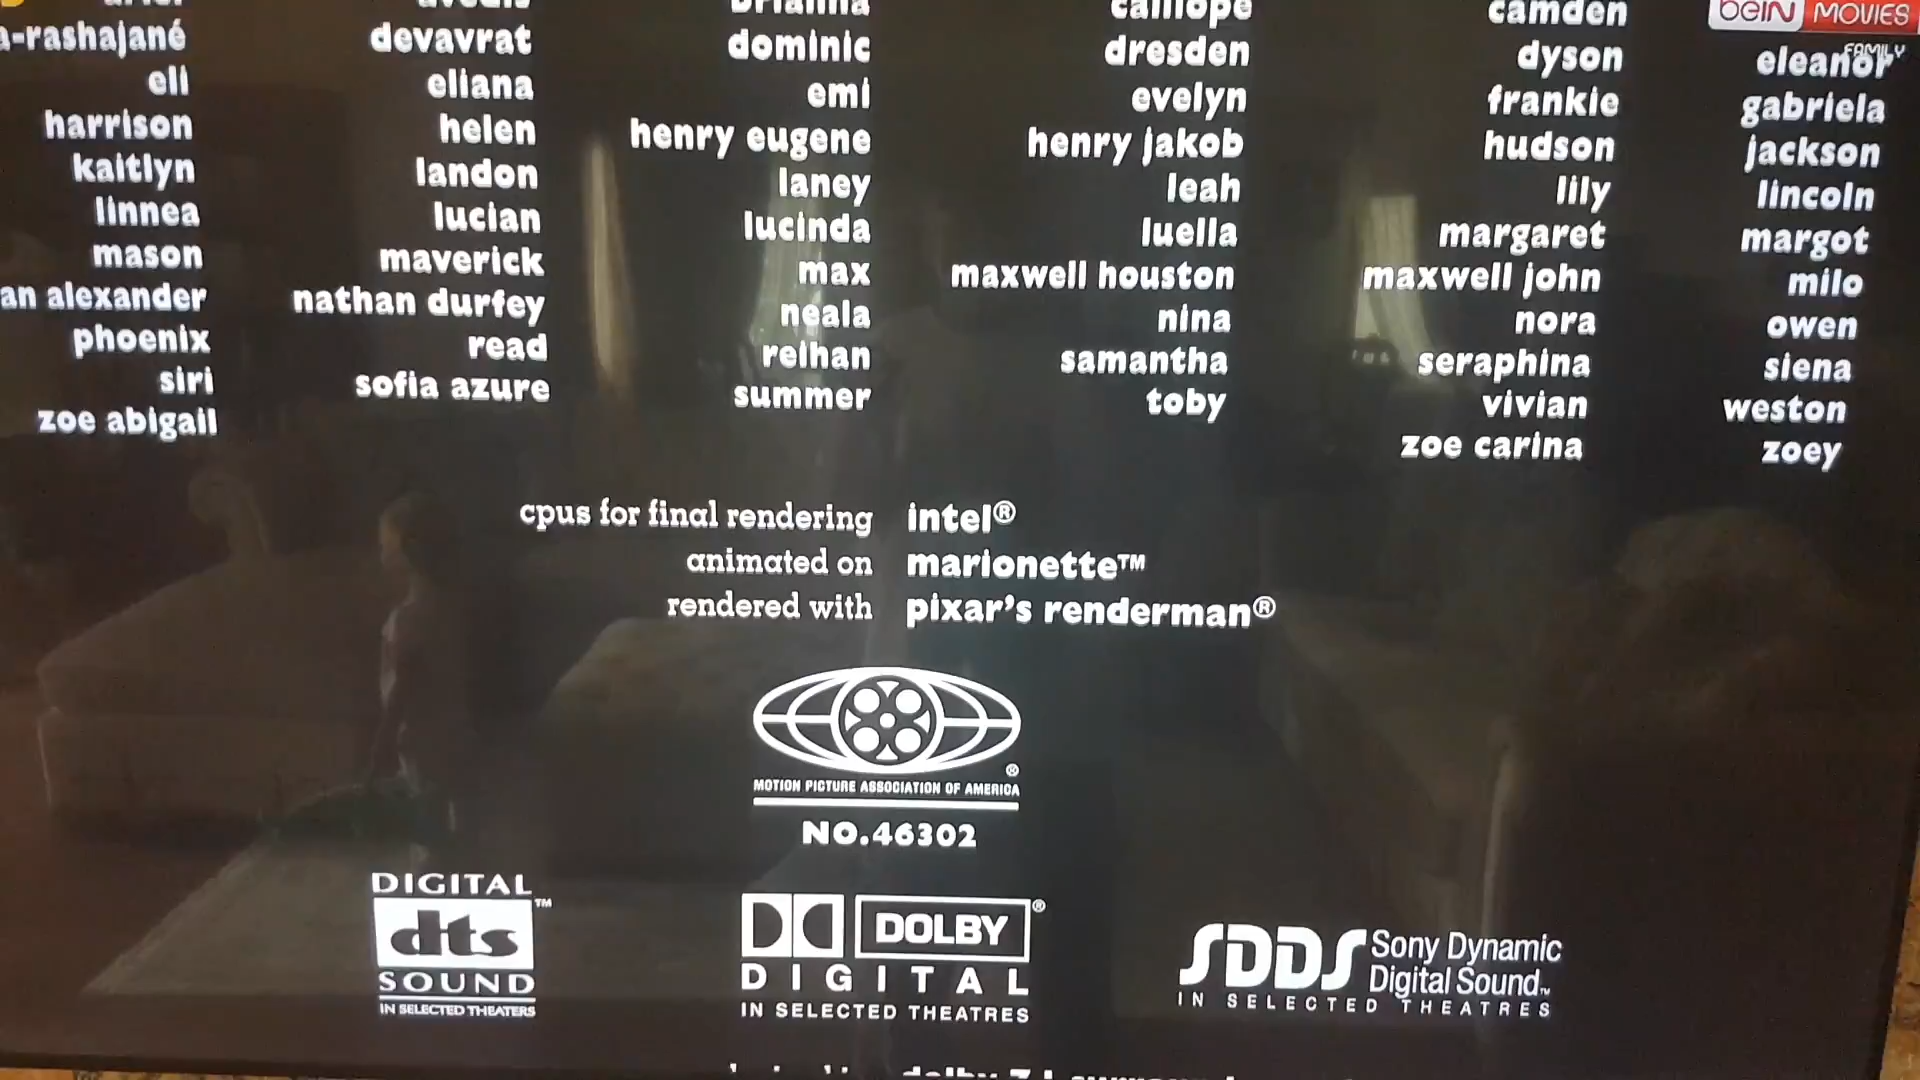 beIN MOVIES
FAMILY
camden
dominic
a-rashajané devavrat dominic dresden dyson eleanor
eli eliana emi evelyn frankie gabriela
harrison helen henry eugene henry jakob hudson jackson
kaitlyn landon laney leah lily lincoln
linnea lucian lucinda luella margaret margot
mason maverick max maxwell houston maxwell john milo
an alexander nathan durfey neala nina nora owen
phoenix read reihan samantha seraphina siena
siri sofia azure summer toby vivian weston
zoe abigail zoe carina zoey
cpus for final rendering intel®
animated on marionette™
rendered with pixar's renderman®
®
MOTION PICTURE ASSOCIATION OF AMERICA
NO.46302
DIGITAL
dts™
SOUND
IN SELECTED THEATERS
DOLBY®
DIGITAL
IN SELECTED THEATRES
SDDS Sony Dynamic
Digital Sound™
IN SELECTED THEATRES